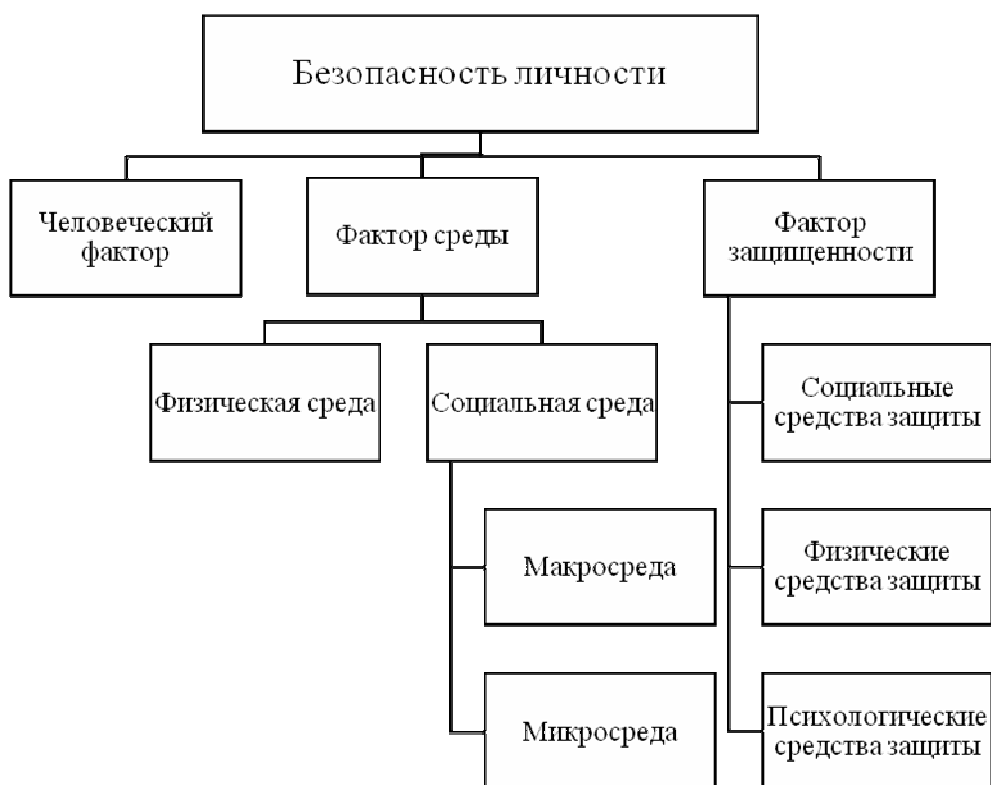 Безопасность личности
Человеческий
фактор
Фактор среды
Фактор
защищенности
Физическая среда
Социальная среда
Социальные
средства защиты
Макросреда
Физические
средства защиты
Микросреда
Психологические
средства защиты